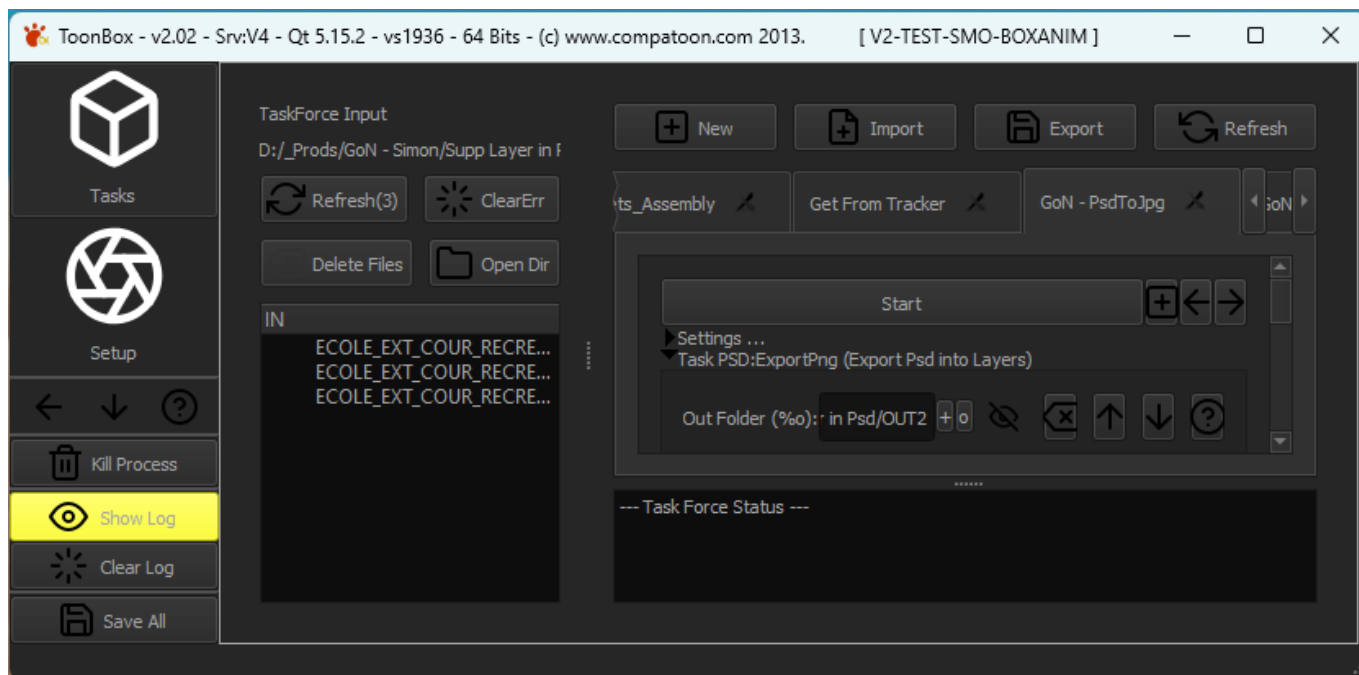 ToonBox - v2.02 - Srv:V4 - Qt 5.15.2 - vs1936 - 64 Bits - (c) www.compatoon.com 2013. [ V2-TEST-SMO-BOXANIM ]
Tasks
Setup
Kill Process
Show Log
Clear Log
Save All
TaskForce Input
D:/_Prods/GoN - Simon/Supp Layer in
Refresh(3) ClearErr
Delete Files Open Dir
IN
ECOLE_EXT_COUR_RECRE...
ECOLE_EXT_COUR_RECRE...
ECOLE_EXT_COUR_RECRE...
New Import Export Refresh
ts_Assembly Get From Tracker GoN - PsdToJpg GoN
Start
Settings ...
Task PSD:ExportPng (Export Psd into Layers)
Out Folder (%o): in Psd/OUT2 + o
--- Task Force Status ---